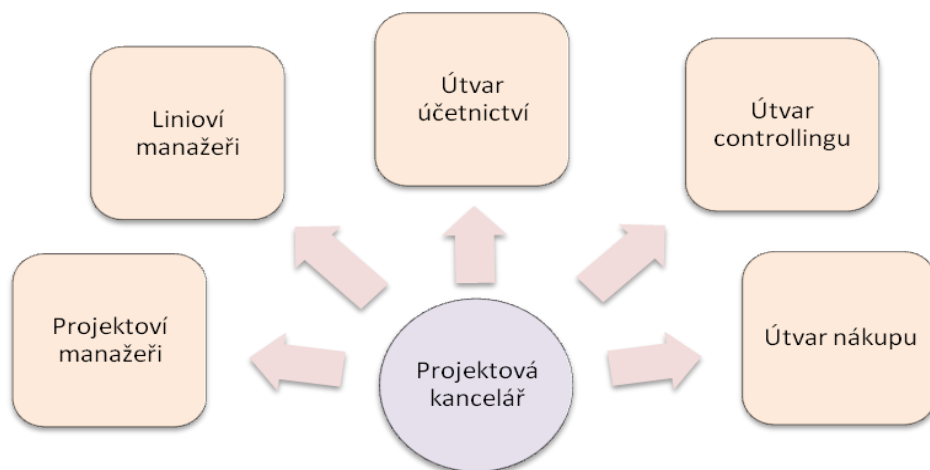 Útvar
účetnictví
Linioví
manažeři
Útvar
controllingu
Projektoví
manažeři
Útvar nákupu
Projektová
kancelář